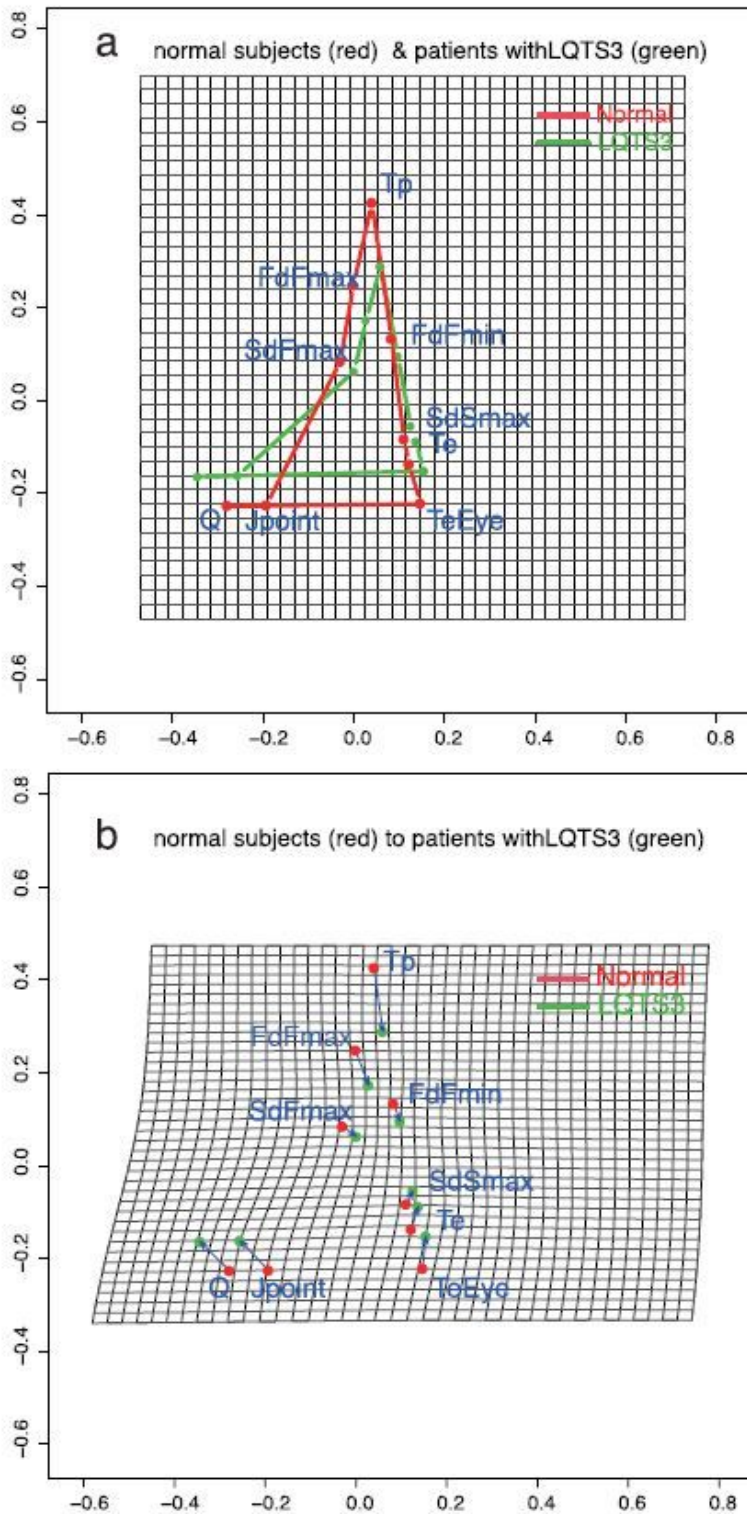 a normal subjects (red) & patients withLQTS3 (green)
0.8
0.6
0.4
0.2
0.0
−0.2
−0.4
−0.6
Normal
LQTS3
Tp
FdFmax
SdFmax
FdFmin
SdSmax
Te
Q Jpoint TeEye
−0.6 −0.4 −0.2 0.0 0.2 0.4 0.6 0.8
b normal subjects (red) to patients withLQTS3 (green)
0.8
0.6
0.4
0.2
0.0
−0.2
−0.4
−0.6
Normal
LQTS3
Tp
FdFmax
FdFmin
SdFmax
SdSmax
Te
Q Jpoint TeEye
−0.6 −0.4 −0.2 0.0 0.2 0.4 0.6 0.8